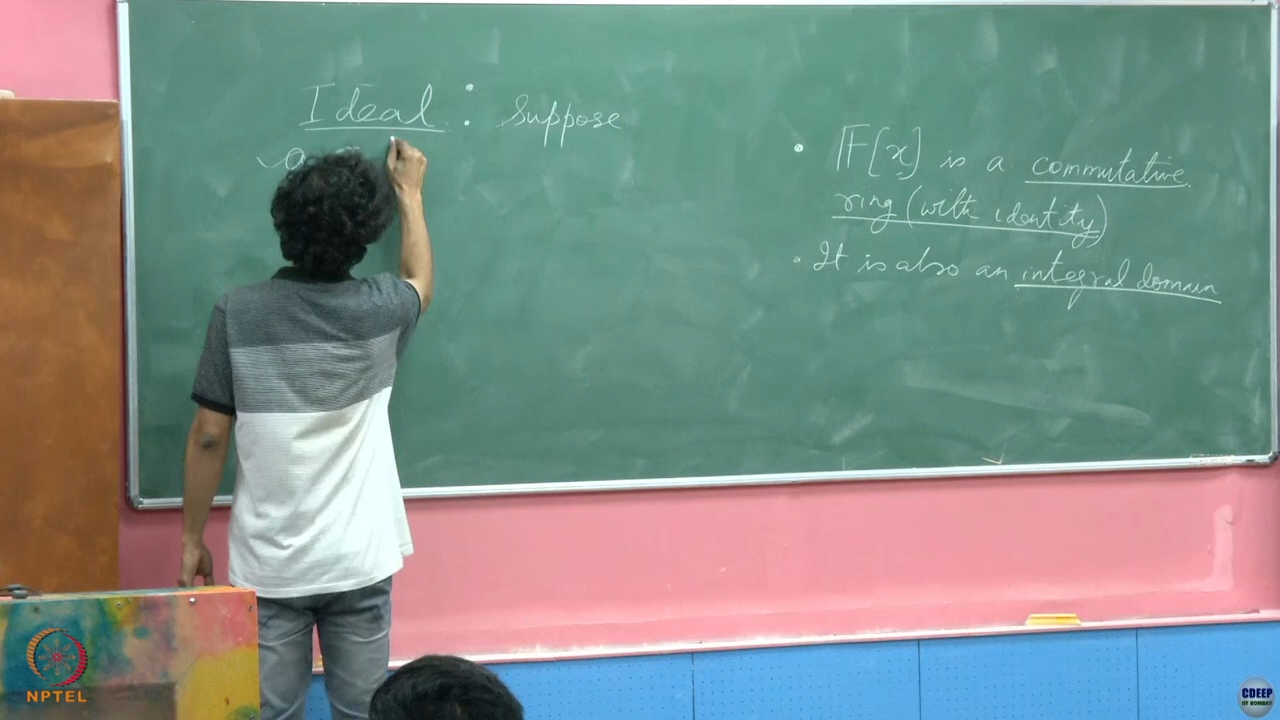 Ideal : Suppose
• F[x] is a commutative
ring (with identity)
• It is also an integral domain
NPTEL
CDEEP
IIT BOMBAY